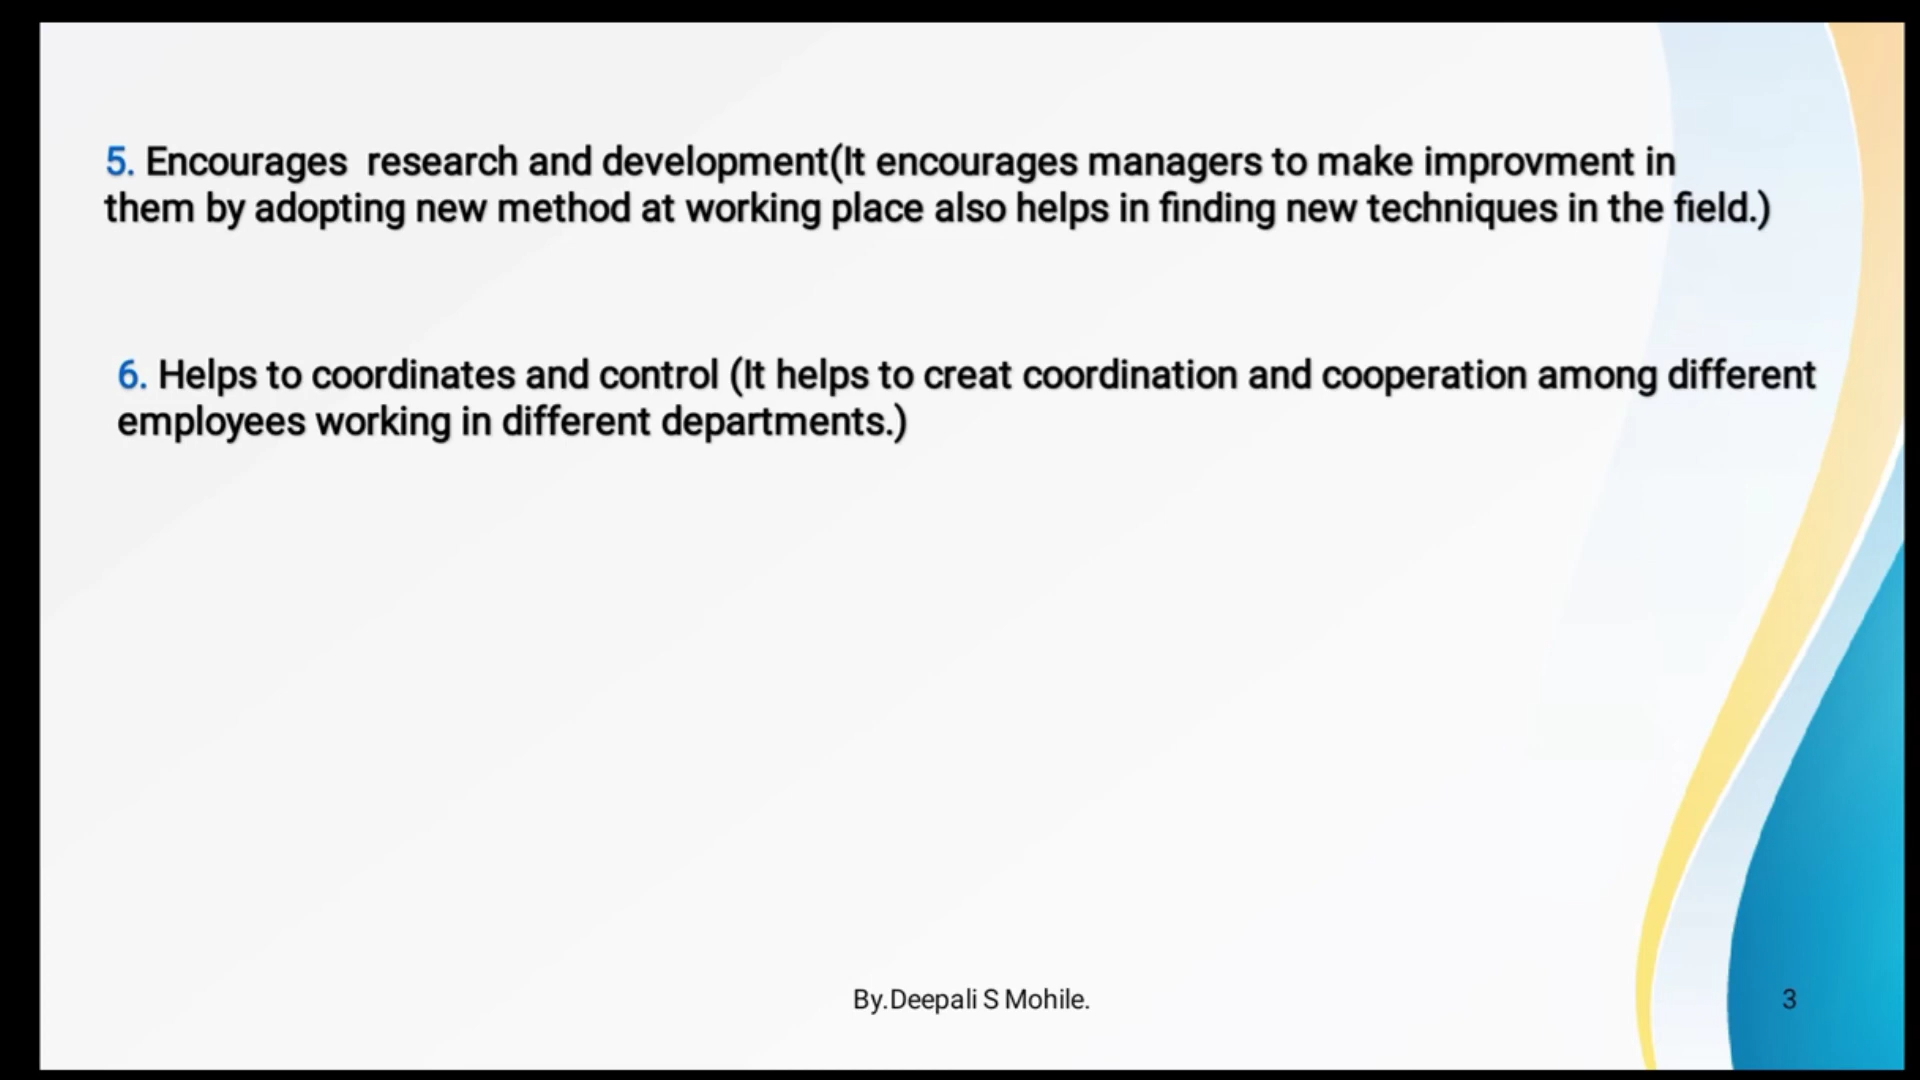 5. Encourages  research and development(It encourages managers to make improvment in
them by adopting new method at working place also helps in finding new techniques in the field.)
6. Helps to coordinates and control (It helps to creat coordination and cooperation among different
employees working in different departments.)
By.Deepali S Mohile.
3